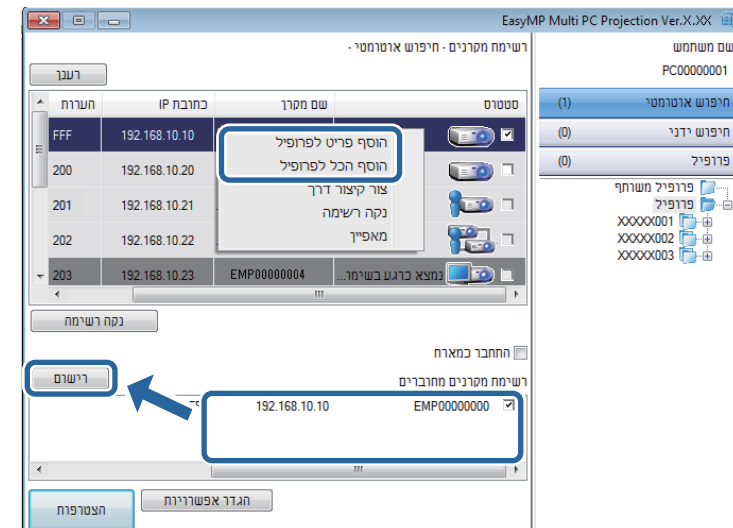 EasyMP Multi PC Projection Ver.X.XX
שם משתמש
PC00000001
חיפוש אוטומטי (1)
חיפוש ידני (0)
פרופיל (0)
פרופיל משותף
פרופיל
XXXXX001
XXXXX002
XXXXX003
רשימת מקרנים - חיפוש אוטומטי -
רענן
סטטוס שם מקרן כתובת IP הערות
192.168.10.10 FFF
192.168.10.20 200
192.168.10.21 201
192.168.10.22 202
נמצא כרגע בשימו... EMP00000004 192.168.10.23 203
הוסף פריט לפרופיל
הוסף הכל לפרופיל
צור קיצור דרך
נקה רשימה
מאפיין
נקה רשימה
התחבר כמארח
רשימת מקרנים מחוברים
רישום
EMP00000000 192.168.10.10
הגדר אפשרויות
הצטרפות